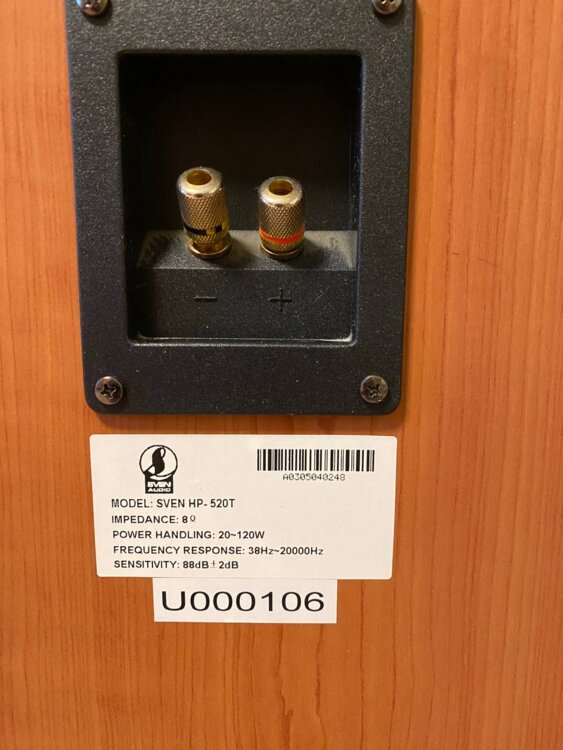 − +
SVEN
AUDIO
A0305040248
MODEL: SVEN HP- 520T
IMPEDANCE: 8Ω
POWER HANDLING: 20~120W
FREQUENCY RESPONSE: 38Hz~20000Hz
SENSITIVITY: 88dB±2dB
U000106